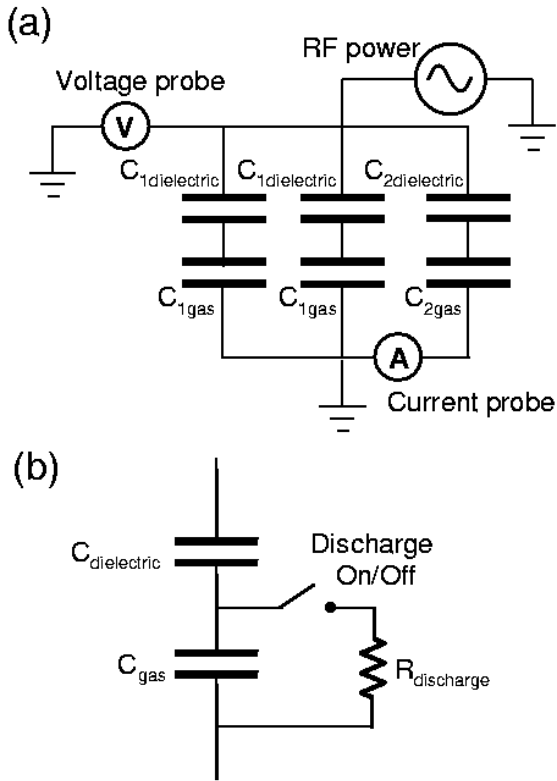 (a)
RF power
Voltage probe
V
C1dielectric C1dielectric C2dielectric
C1gas C1gas C2gas
A
Current probe
(b)
Cdielectric
Discharge
On/Off
Cgas
Rdischarge